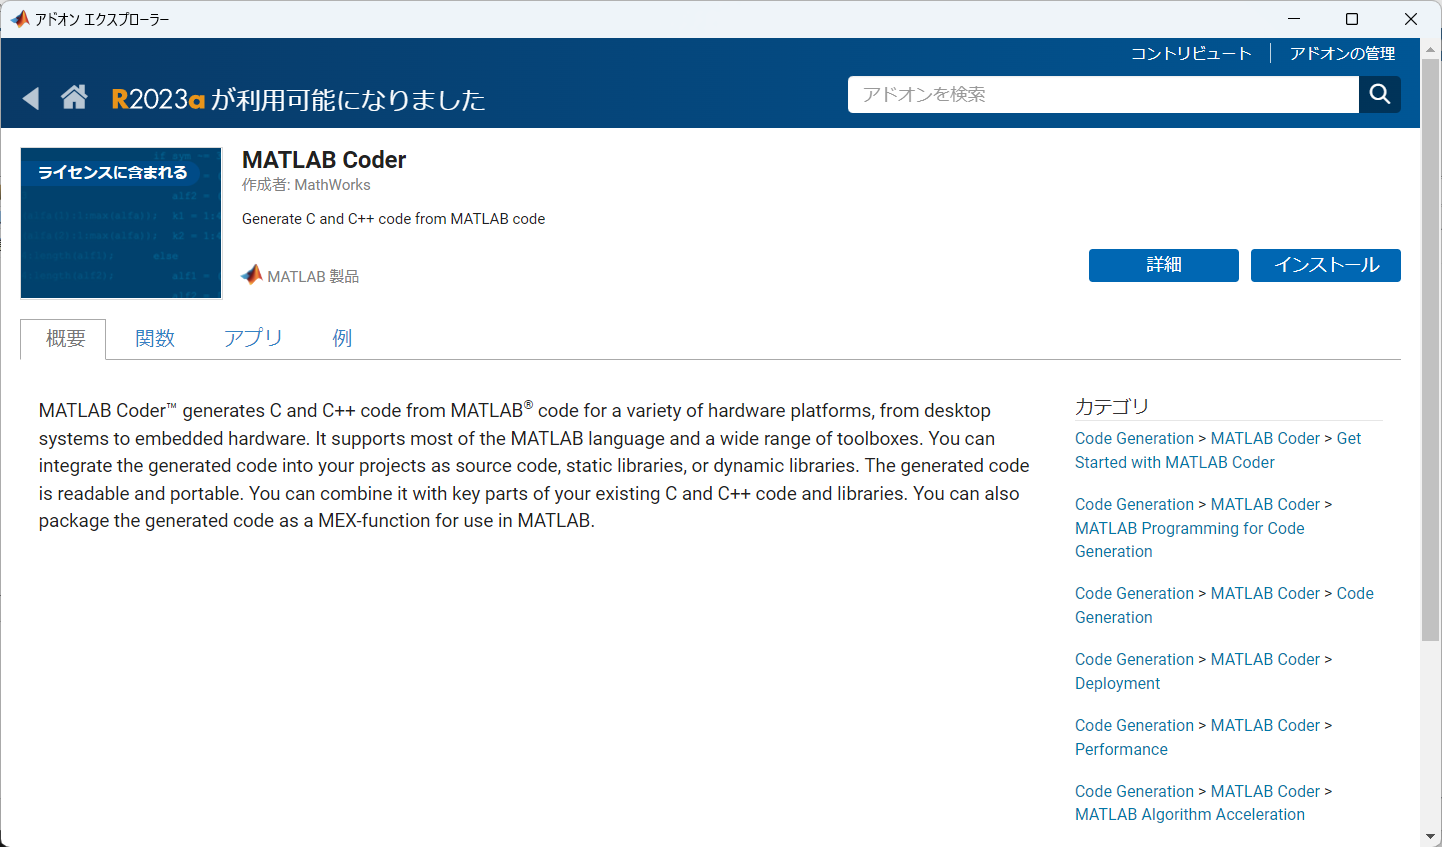 アドオン エクスプローラー
コントリビュート
アドオンの管理
R2023a が利用可能になりました
アドオンを検索
ライセンスに含まれる
MATLAB Coder
作成者: MathWorks
Generate C and C++ code from MATLAB code
MATLAB 製品
詳細
インストール
概要
関数
アプリ
例
MATLAB Coder™ generates C and C++ code from MATLAB® code for a variety of hardware platforms, from desktop
systems to embedded hardware. It supports most of the MATLAB language and a wide range of toolboxes. You can
integrate the generated code into your projects as source code, static libraries, or dynamic libraries. The generated code
is readable and portable. You can combine it with key parts of your existing C and C++ code and libraries. You can also
package the generated code as a MEX-function for use in MATLAB.
カテゴリ
Code Generation > MATLAB Coder > Get
Started with MATLAB Coder
Code Generation > MATLAB Coder >
MATLAB Programming for Code
Generation
Code Generation > MATLAB Coder > Code
Generation
Code Generation > MATLAB Coder >
Deployment
Code Generation > MATLAB Coder >
Performance
Code Generation > MATLAB Coder >
MATLAB Algorithm Acceleration